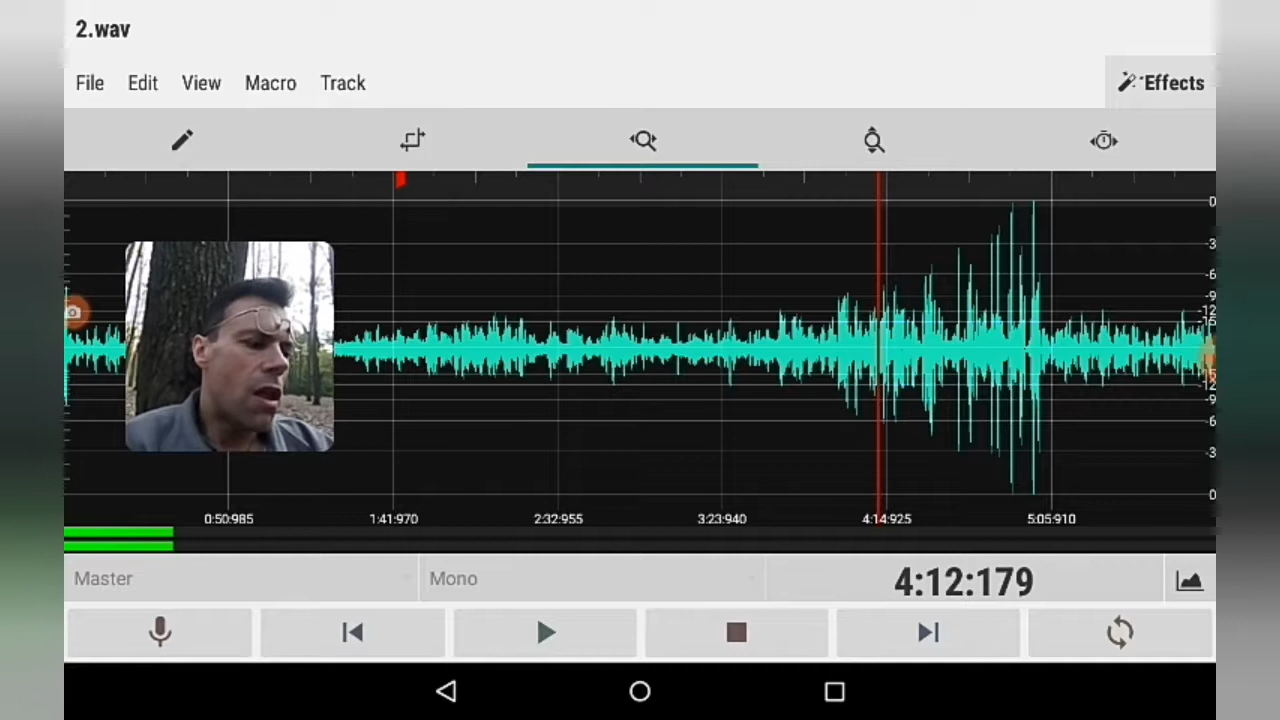 2.wav
File Edit View Macro Track Effects
0
-3
-6
-9
-12
-9
-6
-3
0
0:50:985 1:41:970 2:32:955 3:23:940 4:14:925 5:05:910
Master Mono 4:12:179